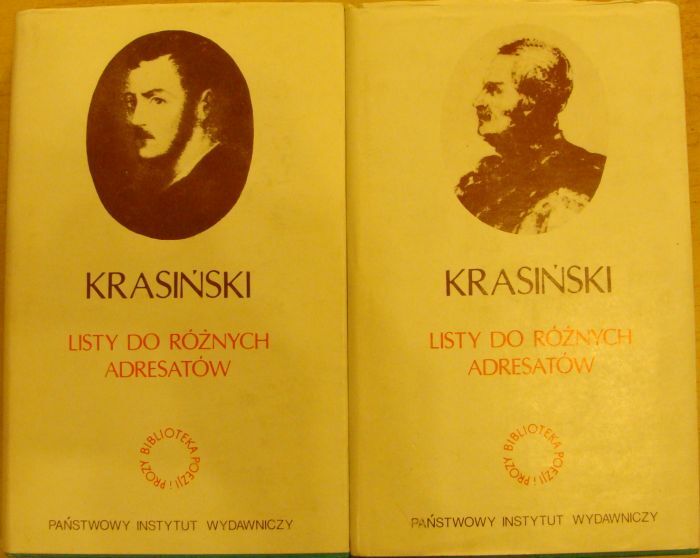 KRASIŃSKI
LISTY DO RÓŻNYCH
ADRESATÓW
BIBLIOTEKA POEZJI i PROZY
PAŃSTWOWY INSTYTUT WYDAWNICZY
KRASIŃSKI
LISTY DO RÓŻNYCH
ADRESATÓW
BIBLIOTEKA POEZJI i PROZY
PAŃSTWOWY INSTYTUT WYDAWNICZY